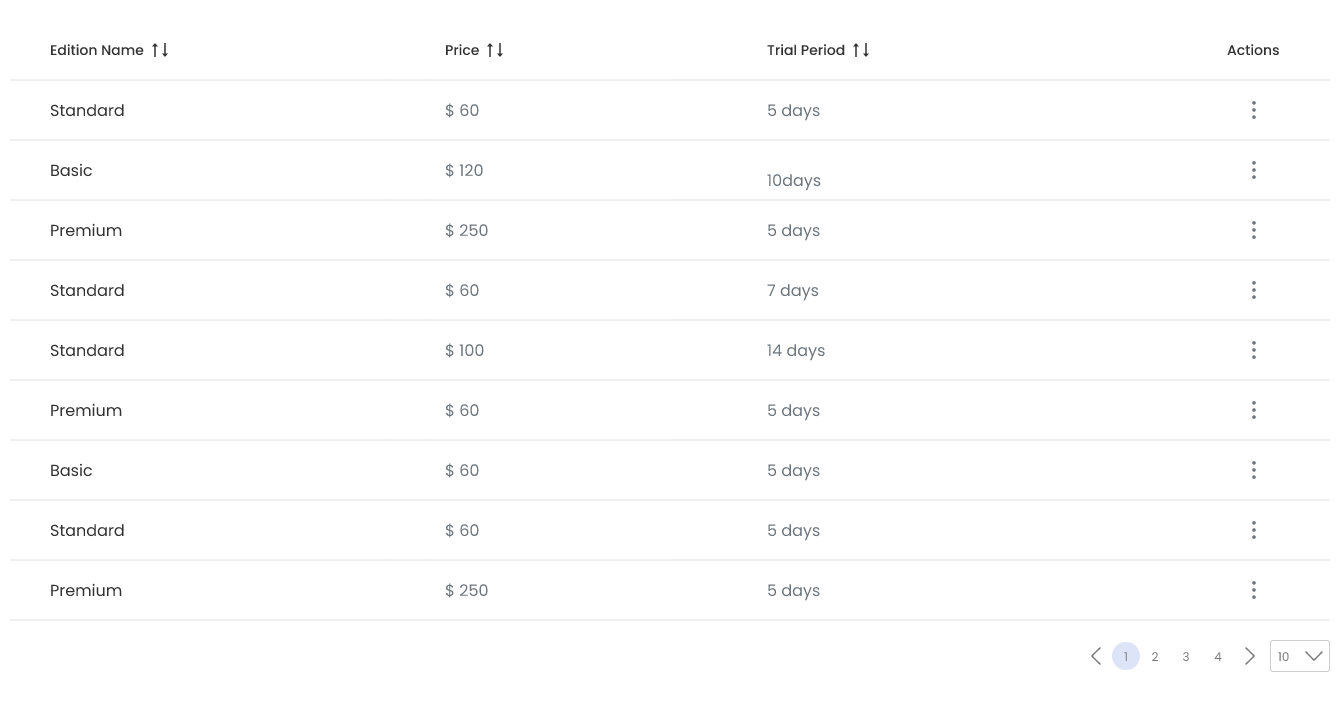 Edition Name Price Trial Period Actions
Standard $ 60 5 days
Basic $ 120 10days
Premium $ 250 5 days
Standard $ 60 7 days
Standard $ 100 14 days
Premium $ 60 5 days
Basic $ 60 5 days
Standard $ 60 5 days
Premium $ 250 5 days
1 2 3 4 10